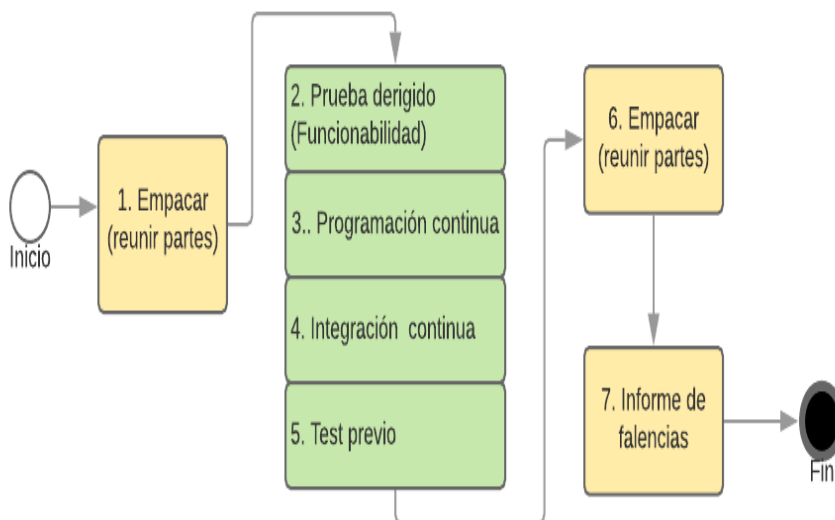 Inicio
1. Empacar
(reunir partes)
2. Prueba derigido
(Funcionabilidad)
3.. Programación continua
4. Integración continua
5. Test previo
6. Empacar
(reunir partes)
7. Informe de
falencias
Fin